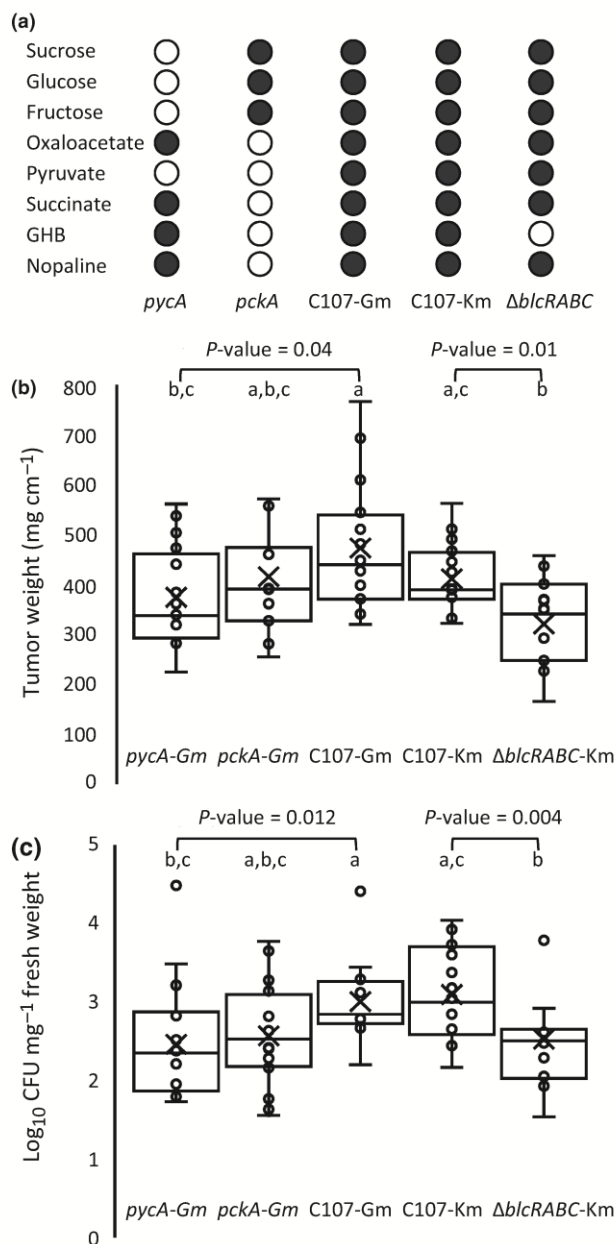 (a)
Sucrose
Glucose
Fructose
Oxaloacetate
Pyruvate
Succinate
GHB
Nopaline
pycA pckA C107-Gm C107-Km ΔblcRABC
P-value = 0.04 P-value = 0.01
(b) b,c a,b,c a a,c b
800
700
600
500
400
300
200
100
0
Tumor weight (mg cm⁻¹)
pycA-Gm pckA-Gm C107-Gm C107-Km ΔblcRABC-Km
P-value = 0.012 P-value = 0.004
(c) b,c a,b,c a a,c b
5
4
3
2
1
0
Log₁₀ CFU mg⁻¹ fresh weight
pycA-Gm pckA-Gm C107-Gm C107-Km ΔblcRABC-Km